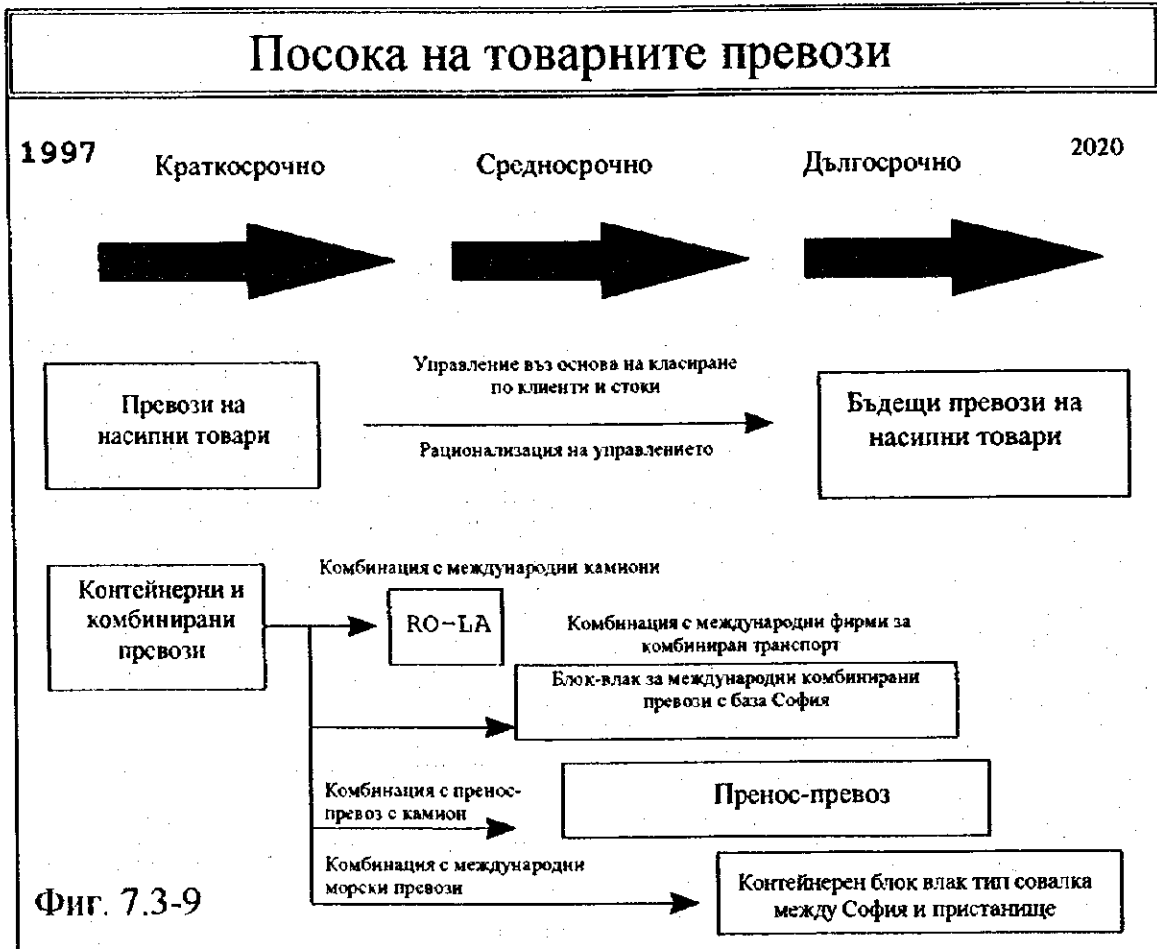 Посока на товарните превози
1997
Краткосрочно
Средносрочно
Дългосрочно
2020
Превози на
насипни товари
Управление въз основа на класиране
по клиенти и стоки
Рационализация на управлението
Бъдещи превози на
насипни товари
Контейнерни и
комбинирани
превози
Комбинация с международни камиони
RO-LA
Комбинация с международни фирми за
комбиниран транспорт
Блок-влак за международни комбинирани
превози с база София
Комбинация с пренос-
превоз с камион
Пренос-превоз
Комбинация с международни
морски превози
Контейнерен блок влак тип совалка
между София и пристанище
Фиг. 7.3-9